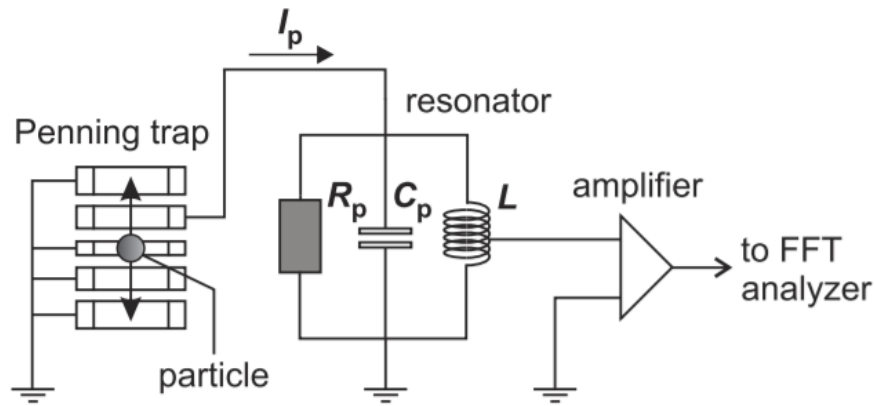 Ip
resonator
Penning trap
amplifier
Rp
Cp
L
to FFT
analyzer
particle